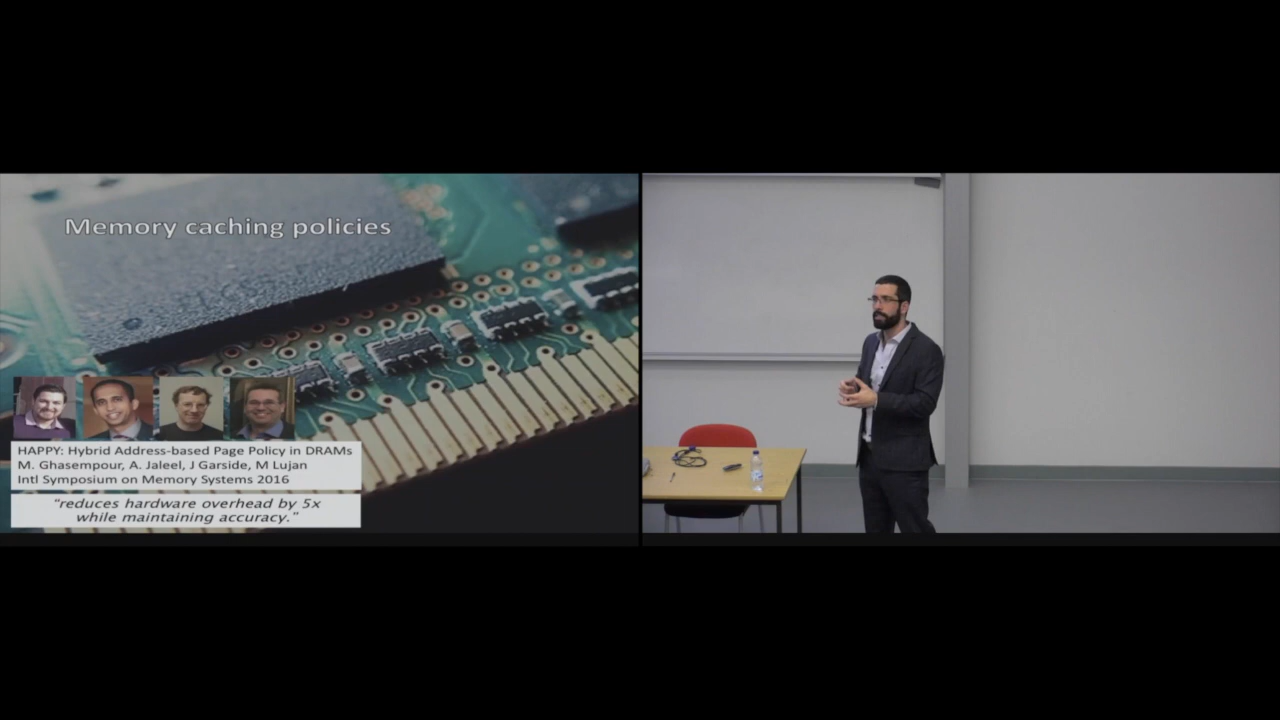 Memory caching policies
HAPPY: Hybrid Address-based Page Policy in DRAMs
M. Ghasempour, A. Jaleel, J Garside, M Lujan
Intl Symposium on Memory Systems 2016
"reduces hardware overhead by 5x
while maintaining accuracy."